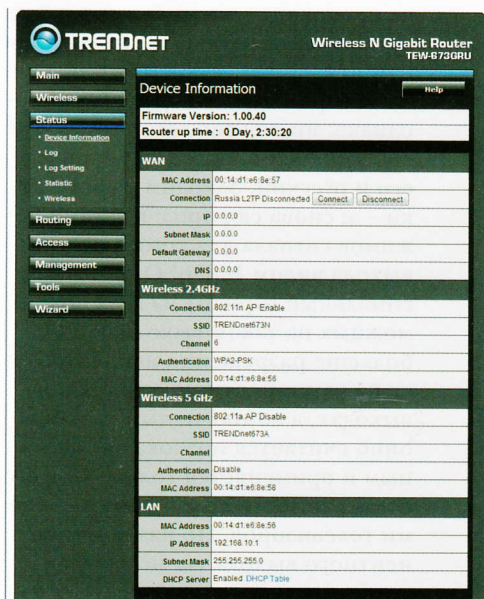 TRENDNET
Wireless N Gigabit Router
TEW-673GRU
Main
Wireless
Status
• Device Information
• Log
• Log Setting
• Statistic
• Wireless
Routing
Access
Management
Tools
Wizard
Device Information
Help
Firmware Version: 1.00.40
Router up time : 0 Day, 2:30:20
WAN
MAC Address 00:14:d1:e6:8e:57
Connection Russia L2TP Disconnected Connect Disconnect
IP 0.0.0.0
Subnet Mask 0.0.0.0
Default Gateway 0.0.0.0
DNS 0.0.0.0
Wireless 2.4GHz
Connection 802.11n AP Enable
SSID TRENDnet673N
Channel 6
Authentication WPA2-PSK
MAC Address 00:14:d1:e6:8e:56
Wireless 5 GHz
Connection 802.11a AP Disable
SSID TRENDnet673A
Channel
Authentication Disable
MAC Address 00:14:d1:e6:8e:58
LAN
MAC Address 00:14:d1:e6:8e:56
IP Address 192.168.10.1
Subnet Mask 255.255.255.0
DHCP Server Enabled DHCP Table